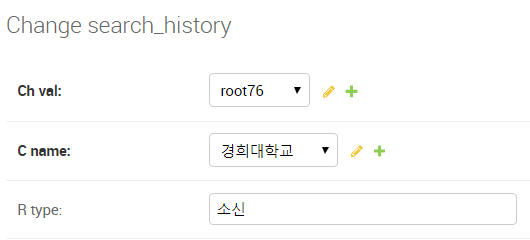 Change search_history
Ch val: root76
C name: 경희대학교
R type: 소신